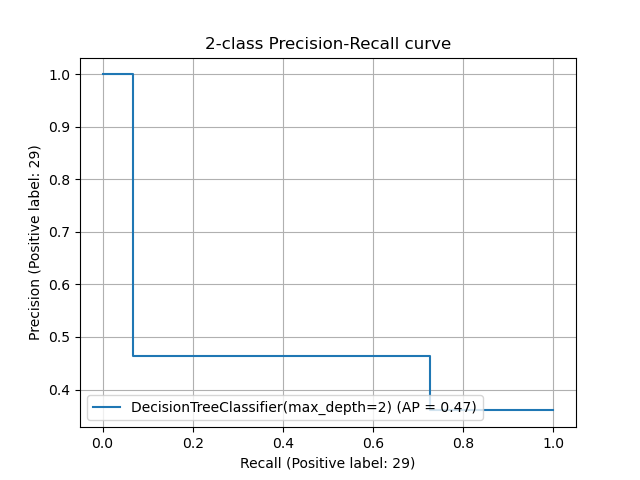 2-class Precision-Recall curve
1.0
0.9
0.8
0.7
0.6
0.5
0.4
Precision (Positive label: 29)
DecisionTreeClassifier(max_depth=2) (AP = 0.47)
0.0 0.2 0.4 0.6 0.8 1.0
Recall (Positive label: 29)